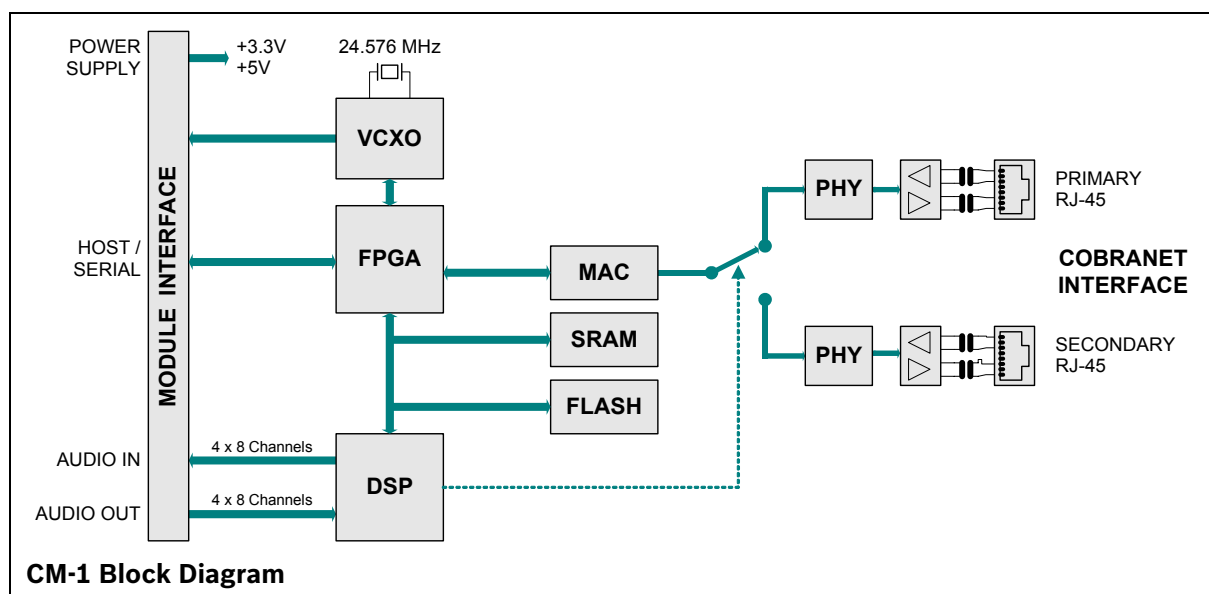 POWER
SUPPLY
+3.3V
+5V
24.576 MHz
VCXO
MODULE INTERFACE
HOST /
SERIAL
FPGA
MAC
SRAM
FLASH
PHY
PRIMARY
RJ-45
COBRANET
INTERFACE
PHY
SECONDARY
RJ-45
AUDIO IN
4 x 8 Channels
DSP
AUDIO OUT
4 x 8 Channels
CM-1 Block Diagram